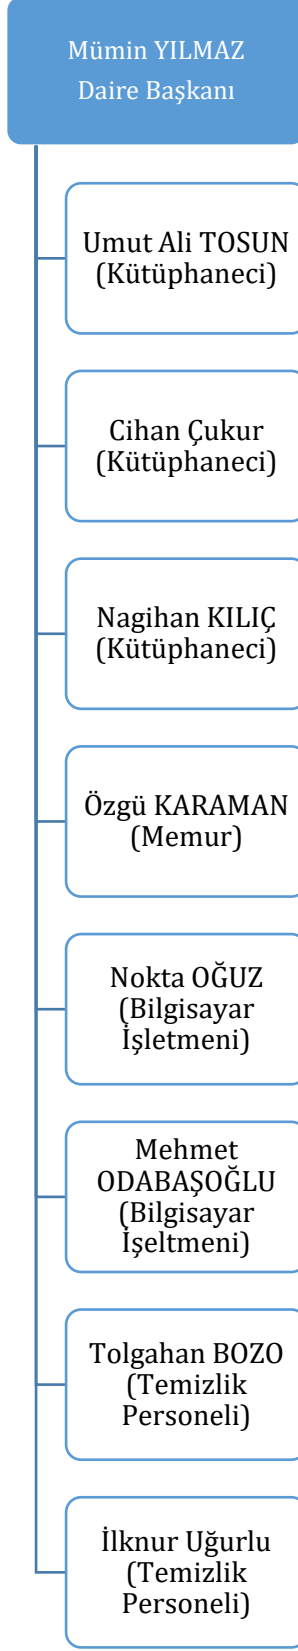 Mümin YILMAZ
Daire Başkanı
Umut Ali TOSUN
(Kütüphaneci)
Cihan Çukur
(Kütüphaneci)
Nagihan KILIÇ
(Kütüphaneci)
Özgü KARAMAN
(Memur)
Nokta OĞUZ
(Bilgisayar
İşletmeni)
Mehmet
ODABAŞOĞLU
(Bilgisayar
İşeltmeni)
Tolgahan BOZO
(Temizlik
Personeli)
İlknur Uğurlu
(Temizlik
Personeli)